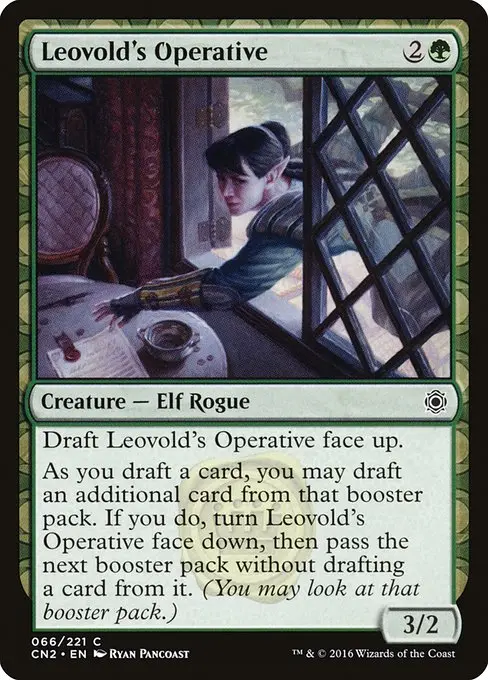 Leovold's Operative 2
Creature — Elf Rogue
Draft Leovold's Operative face up.
As you draft a card, you may draft
an additional card from that booster
pack. If you do, turn Leovold's
Operative face down, then pass the
next booster pack without drafting
a card from it. (You may look at that
booster pack.)
3/2
066/221 C
CN2 • EN Ryan Pancoast
™ & © 2016 Wizards of the Coast